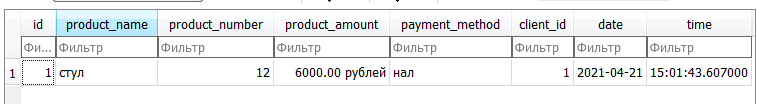 id product_name product_number product_amount payment_method client_id date time
Фи... Фильтр Фильтр Фильтр Фильтр Фильтр Фильтр Фильтр
1 1 стул 12 6000.00 рублей нал 1 2021-04-21 15:01:43.607000